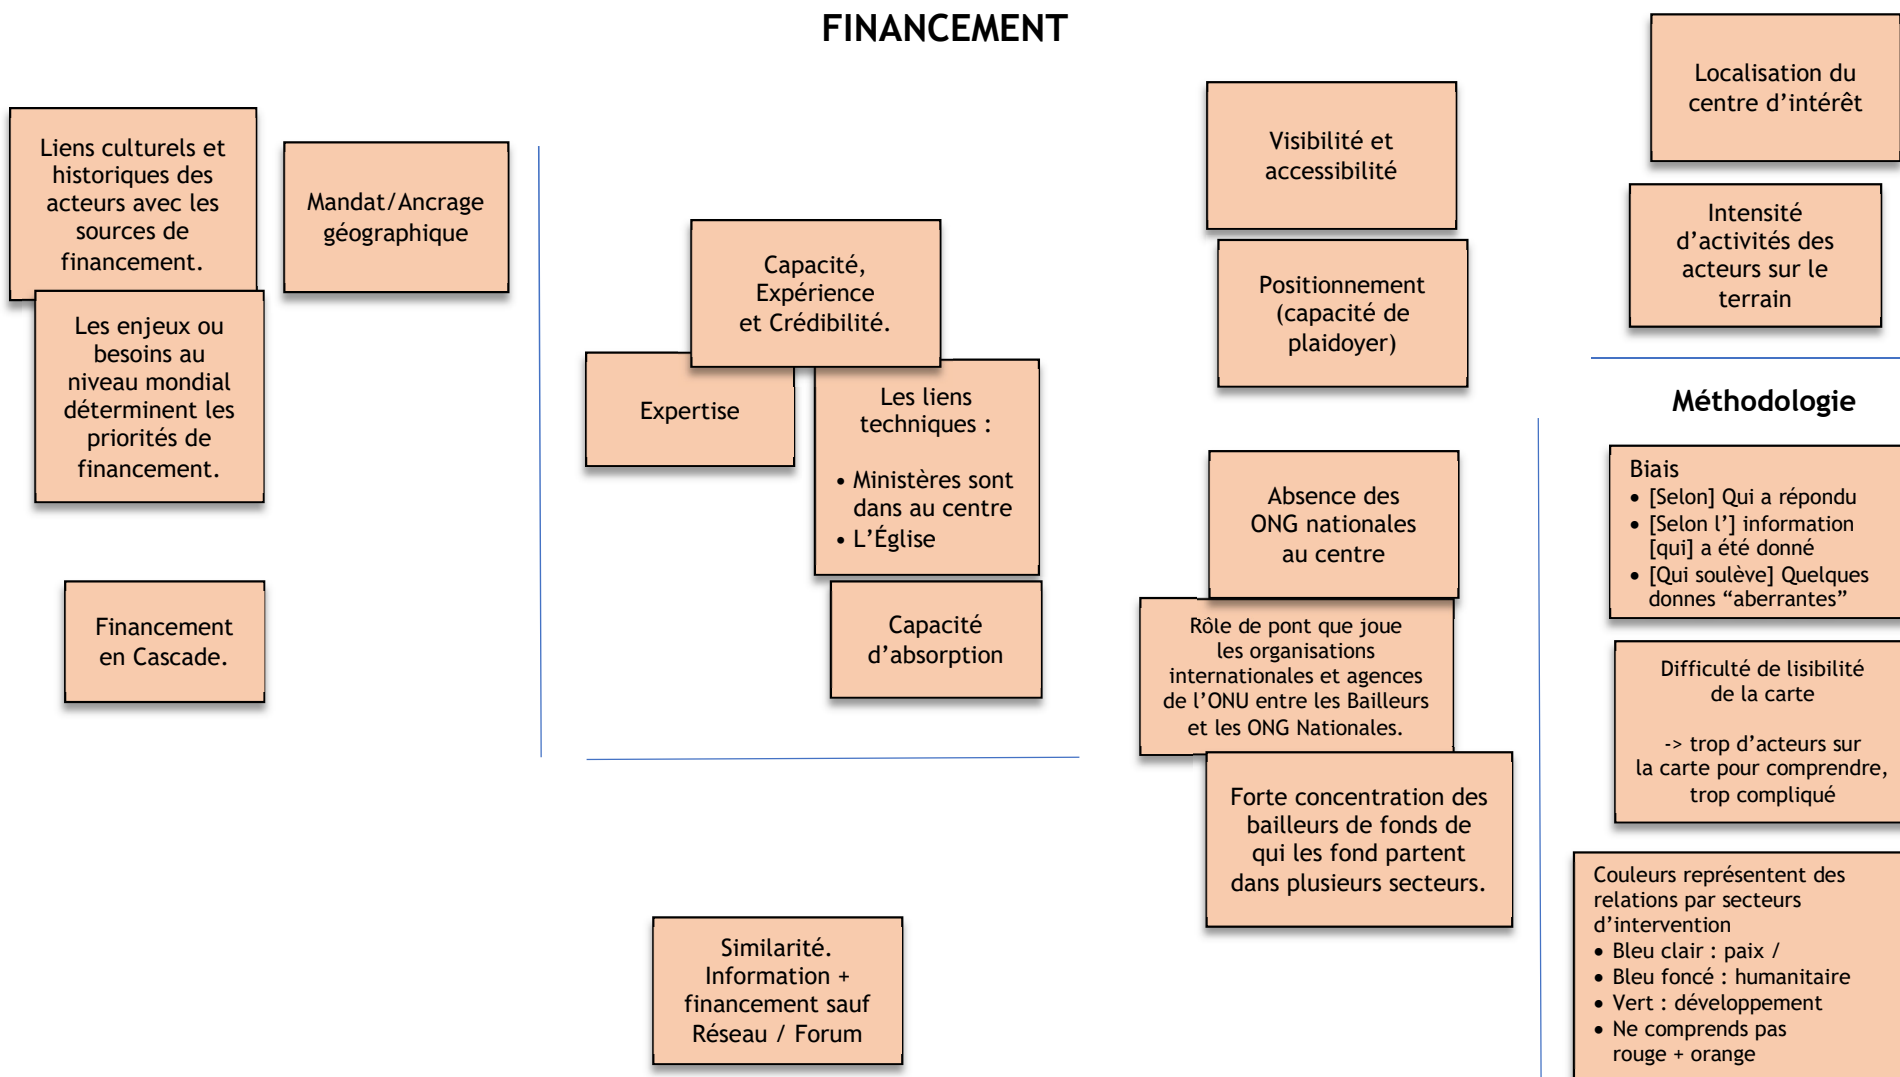 FINANCEMENT
Liens culturels et
historiques des
acteurs avec les
sources de
financement.
Mandat/Ancrage
géographique
Les enjeux ou
besoins au
niveau mondial
déterminent les
priorités de
financement.
Financement
en Cascade.
Capacité,
Expérience
et Crédibilité.
Expertise
Les liens
techniques :
• Ministères sont
dans au centre
• L’Église
Capacité
d’absorption
Similarité.
Information +
financement sauf
Réseau / Forum
Visibilité et
accessibilité
Positionnement
(capacité de
plaidoyer)
Absence des
ONG nationales
au centre
Rôle de pont que joue
les organisations
internationales et agences
de l’ONU entre les Bailleurs
et les ONG Nationales.
Forte concentration des
bailleurs de fonds de
qui les fond partent
dans plusieurs secteurs.
Localisation du
centre d’intérêt
Intensité
d’activités des
acteurs sur le
terrain
Méthodologie
Biais
• [Selon] Qui a répondu
• [Selon l’] information
[qui] a été donné
• [Qui soulève] Quelques
donnes “aberrantes”
Difficulté de lisibilité
de la carte
-> trop d’acteurs sur
la carte pour comprendre,
trop compliqué
Couleurs représentent des
relations par secteurs
d’intervention
• Bleu clair : paix /
• Bleu foncé : humanitaire
• Vert : développement
• Ne comprends pas
rouge + orange